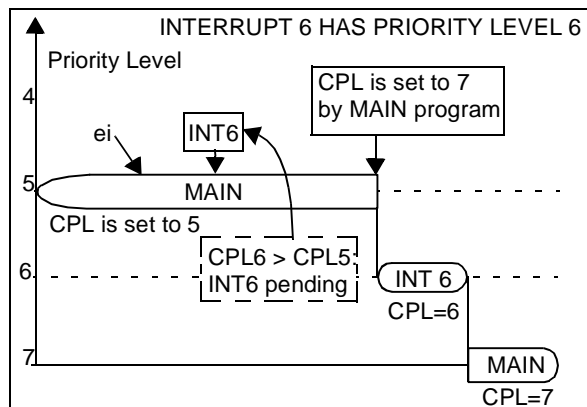 INTERRUPT 6 HAS PRIORITY LEVEL 6
Priority Level
CPL is set to 7
by MAIN program
4
ei
INT6
5
MAIN
CPL is set to 5
CPL6 > CPL5:
INT6 pending
6
INT 6
CPL=6
7
MAIN
CPL=7